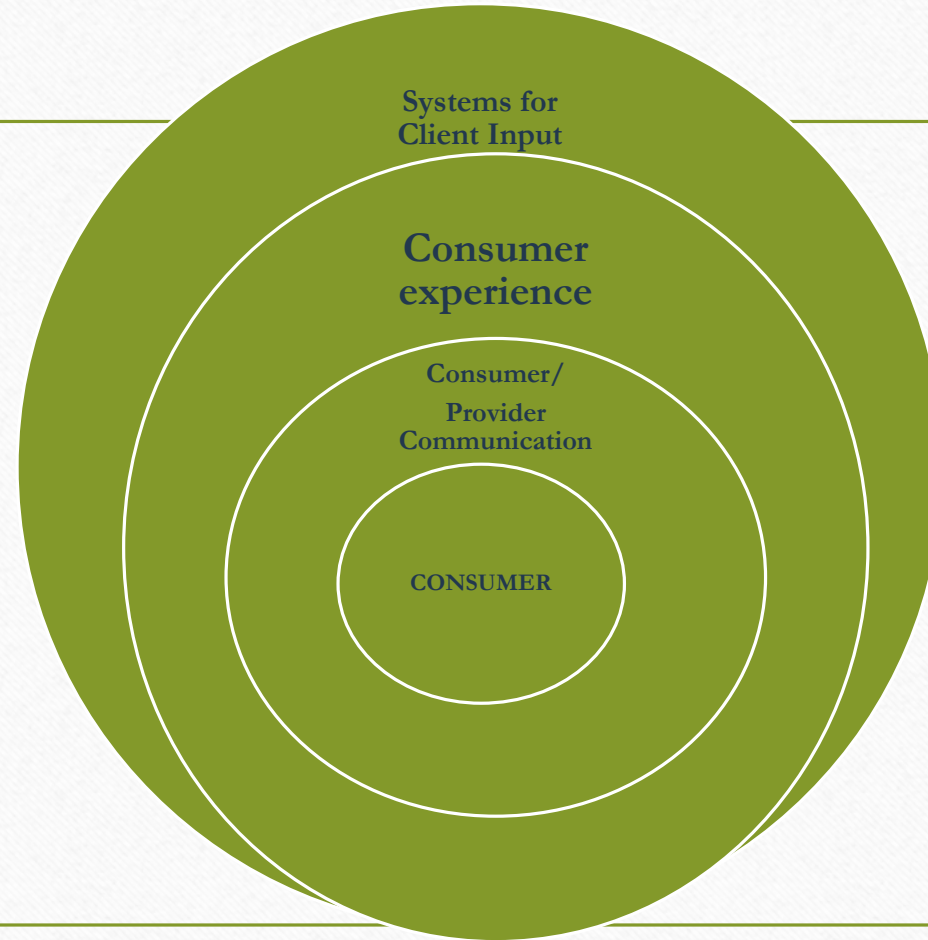 Systems for
Client Input
Consumer
experience
Consumer/
Provider
Communication
CONSUMER